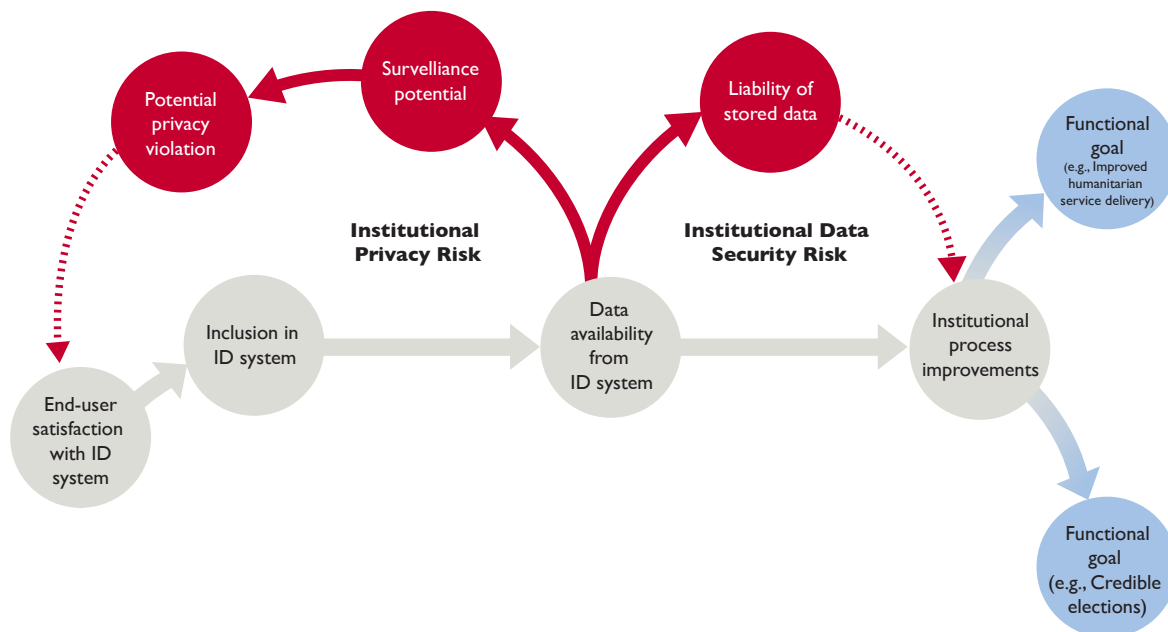 Potential
privacy
violation
Survelliance
potential
Liability of
stored data
Functional
goal
(e.g., Improved
humanitarian
service delivery)
Institutional
Privacy Risk
Institutional Data
Security Risk
End-user
satisfaction
with ID
system
Inclusion in
ID system
Data
availability
from
ID system
Institutional
process
improvements
Functional
goal
(e.g., Credible
elections)